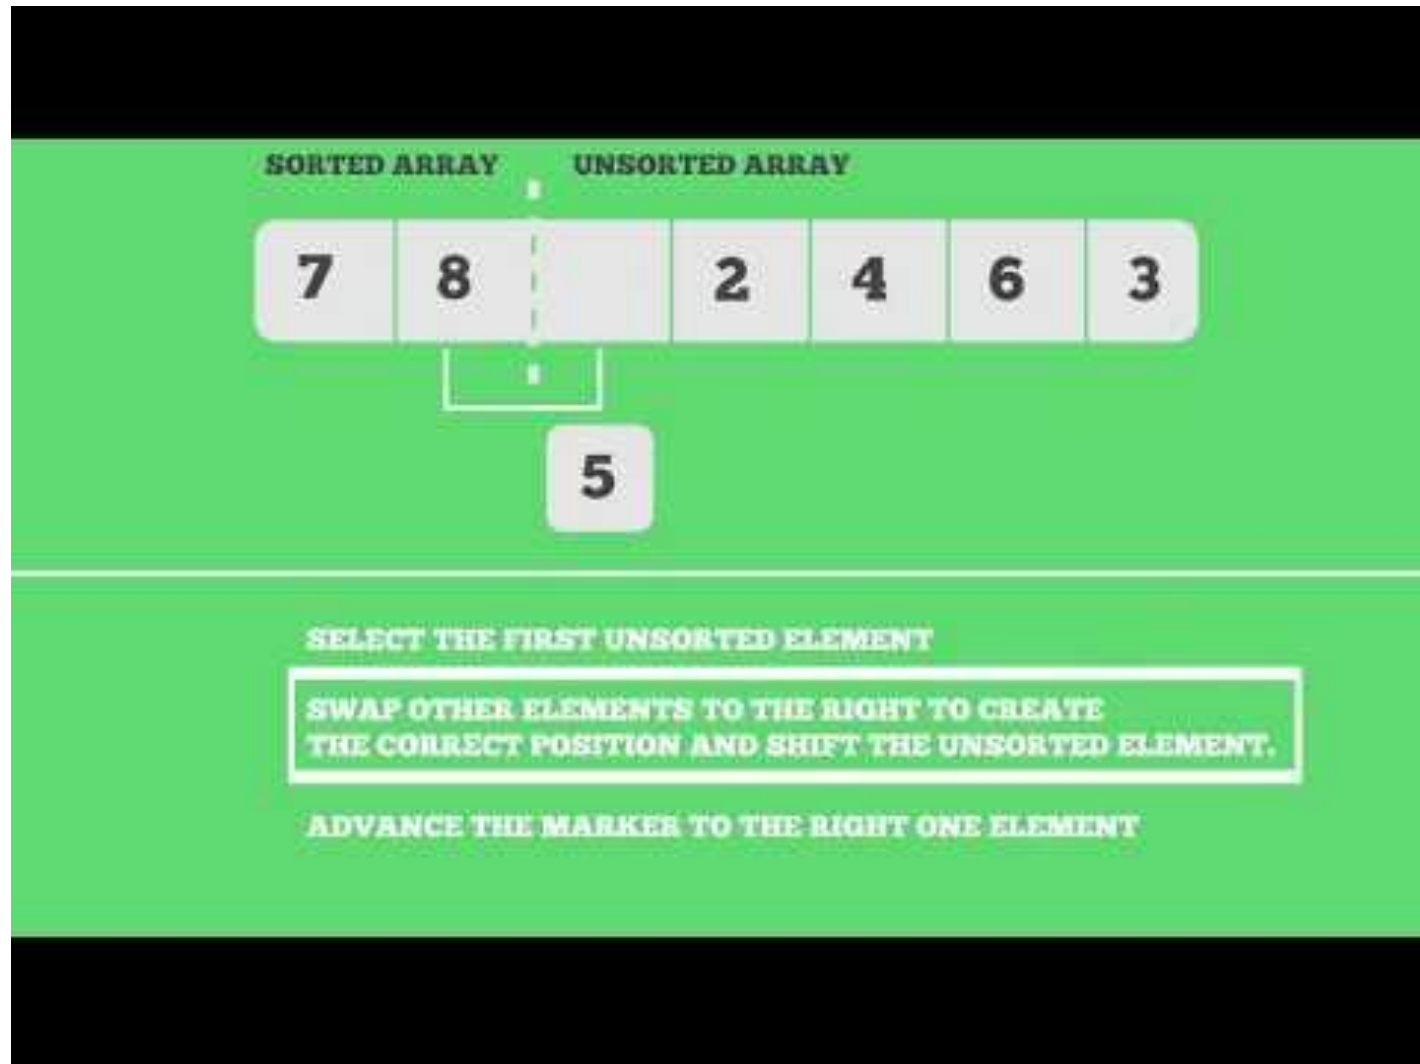 SORTED ARRAY UNSORTED ARRAY
7 8 2 4 6 3
5
SELECT THE FIRST UNSORTED ELEMENT
SWAP OTHER ELEMENTS TO THE RIGHT TO CREATE
THE CORRECT POSITION AND SHIFT THE UNSORTED ELEMENT.
ADVANCE THE MARKER TO THE RIGHT ONE ELEMENT